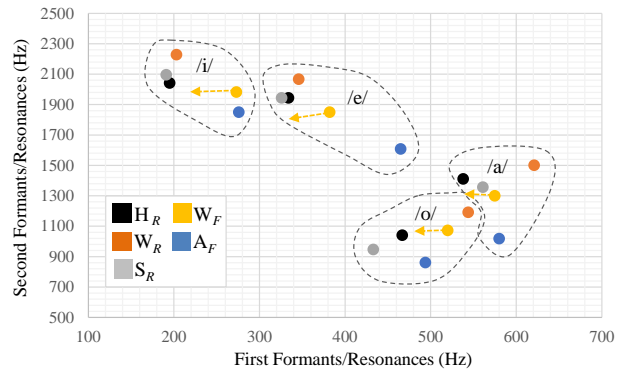 2500
2300
2100
1900
1700
1500
1300
1100
900
700
500
Second Formants/Resonances (Hz)
/i/
/e/
/a/
/o/
H_R W_F
W_R A_F
S_R
100 200 300 400 500 600 700
First Formants/Resonances (Hz)